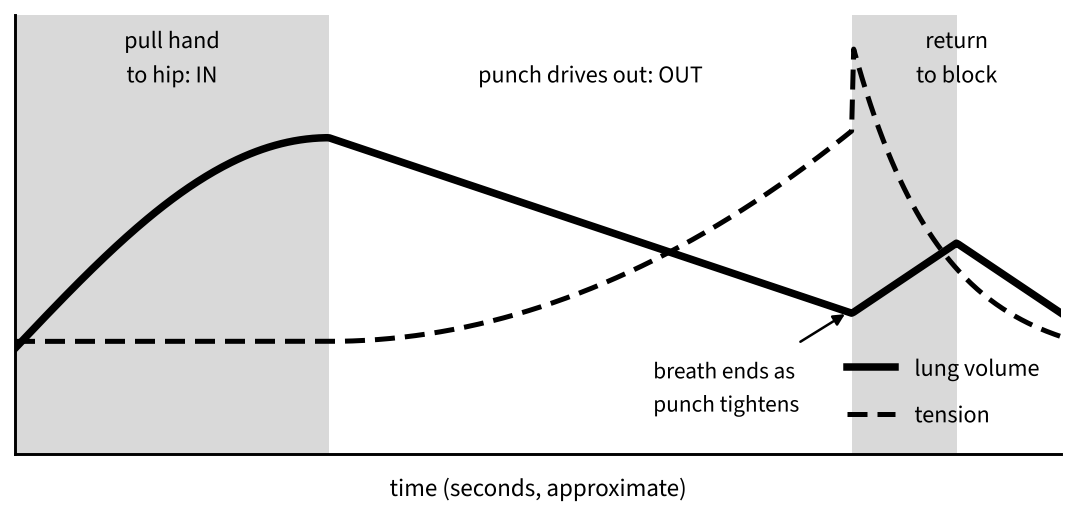 pull hand
to hip: IN
punch drives out: OUT
return
to block
breath ends as
punch tightens
lung volume
tension
time (seconds, approximate)